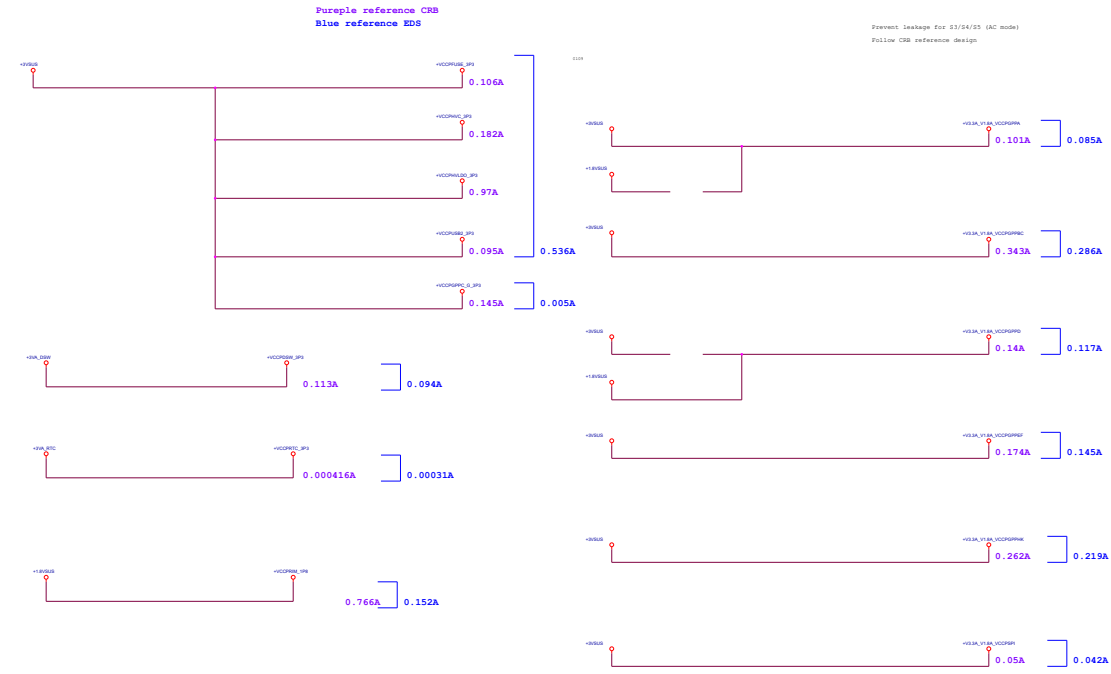 Pureple reference CRB
Blue reference EDS
Prevent leakage for S3/S4/S5 (AC mode)
Follow CRB reference design
+3VSUS
+VCCPFUSE_3P3
0.106A
+VCCPHVC_3P3
0.182A
+VCCPHVLDO_3P3
0.97A
+VCCPUSB2_3P3
0.095A
0.536A
+VCCPGPPC_G_3P3
0.145A
0.005A
+3VA_DSW
+VCCPDSW_3P3
0.113A
0.094A
+3VA_RTC
+VCCPRTC_3P3
0.000416A
0.00031A
+1.8VSUS
+VCCPRIM_1P8
0.766A
0.152A
+3VSUS
+V3.3A_V1.8A_VCCPGPPA
0.101A
0.085A
+1.8VSUS
+3VSUS
+V3.3A_V1.8A_VCCPGPPBC
0.343A
0.286A
+3VSUS
+V3.3A_V1.8A_VCCPGPPD
0.14A
0.117A
+1.8VSUS
+3VSUS
+V3.3A_V1.8A_VCCPGPPEF
0.174A
0.145A
+3VSUS
+V3.3A_V1.8A_VCCPGPPHK
0.262A
0.219A
+3VSUS
+V3.3A_V1.8A_VCCPSPI
0.05A
0.042A